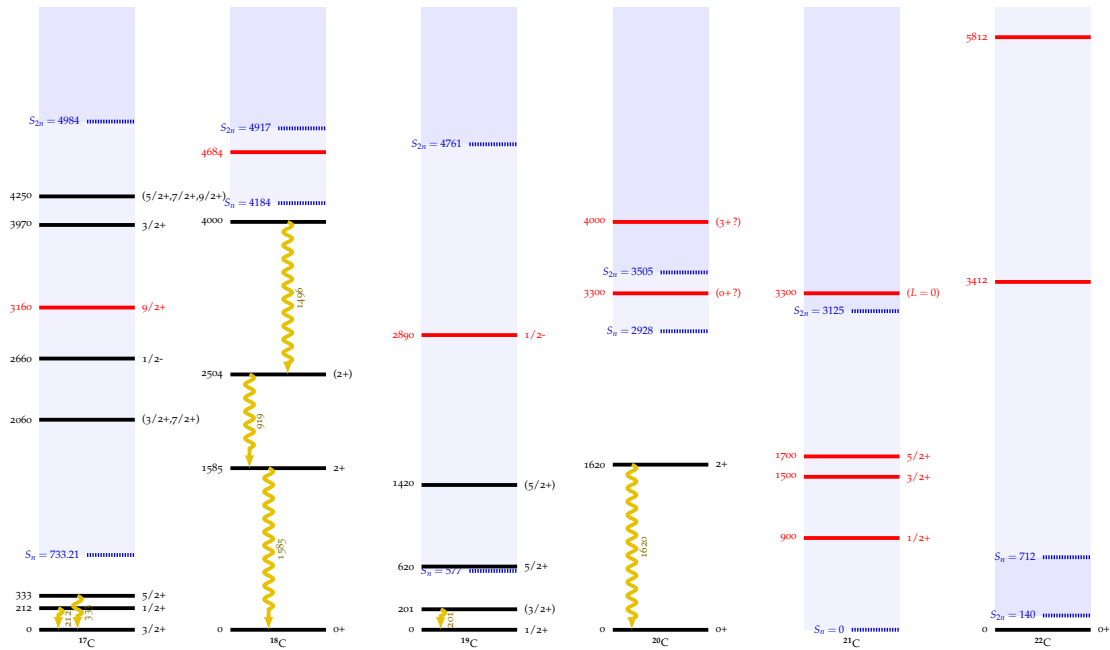 S₂ₙ = 4984
4250 (5/2+,7/2+,9/2+)
3970 3/2+
3160 9/2+
2660 1/2-
2060 (3/2+,7/2+)
Sₙ = 733.21
333 5/2+
212 1/2+
212
0 3/2+
¹⁷C
S₂ₙ = 4917
4684
Sₙ = 4184
4000
1496
2504 (2+)
919
1585 2+
1585
0 0+
¹⁸C
S₂ₙ = 4761
2890 1/2-
1420 (5/2+)
620 5/2+
Sₙ = 577
201 (3/2+)
201
0 1/2+
¹⁹C
4000 (3+?)
S₂ₙ = 3505
3300 (0+?)
Sₙ = 2928
1620 2+
1620
0 0+
²⁰C
3300 (L = 0)
S₂ₙ = 3125
1700 5/2+
1500 3/2+
900 1/2+
Sₙ = 0
²¹C
5812
3412
Sₙ = 712
S₂ₙ = 140
0 0+
²²C